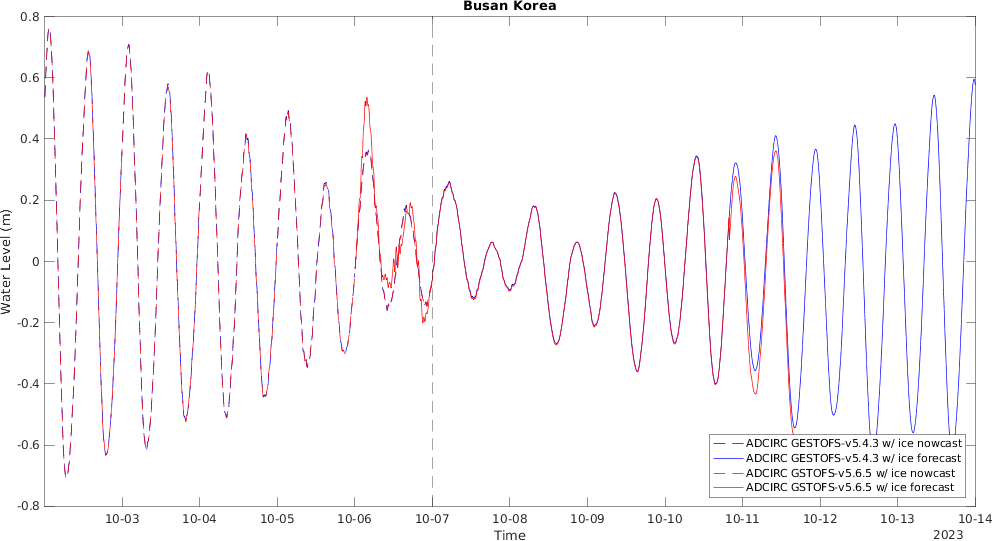 Busan Korea
0.8
0.6
0.4
0.2
0
-0.2
-0.4
-0.6
-0.8
Water Level (m)
10-03 10-04 10-05 10-06 10-07 10-08 10-09 10-10 10-11 10-12 10-13 10-14
Time
2023
ADCIRC GESTOFS-v5.4.3 w/ ice nowcast
ADCIRC GESTOFS-v5.4.3 w/ ice forecast
ADCIRC GSTOFS-v5.6.5 w/ ice nowcast
ADCIRC GSTOFS-v5.6.5 w/ ice forecast